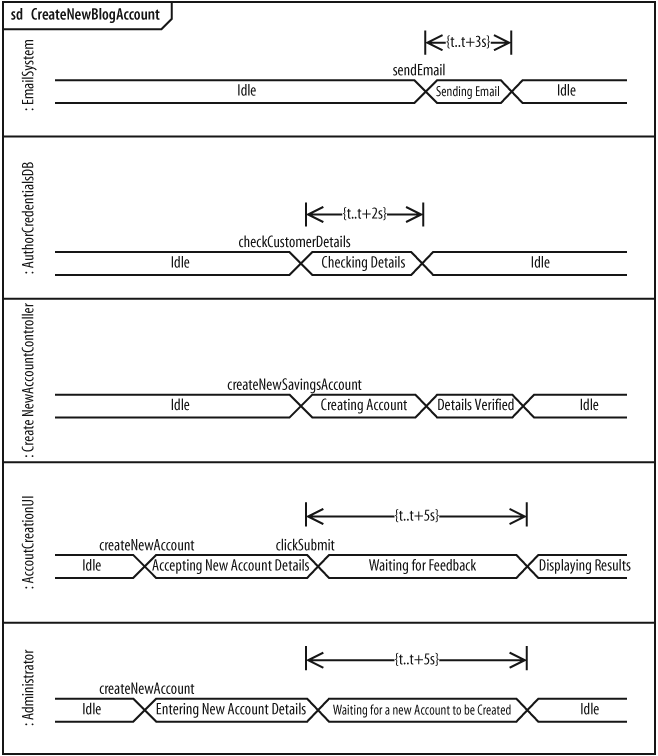 sd CreateNewBlogAccount
: EmailSystem
{t..t+3s}
sendEmail
Idle
Sending Email
Idle
: AuthorCredentialsDB
{t..t+2s}
checkCustomerDetails
Idle
Checking Details
Idle
: Create NewAccountController
createNewSavingsAccount
Idle
Creating Account
Details Verified
Idle
: AccoutCreationUI
{t..t+5s}
createNewAccount
clickSubmit
Idle
Accepting New Account Details
Waiting for Feedback
Displaying Results
: Administrator
{t..t+5s}
createNewAccount
Idle
Entering New Account Details
Waiting for a new Account to be Created
Idle